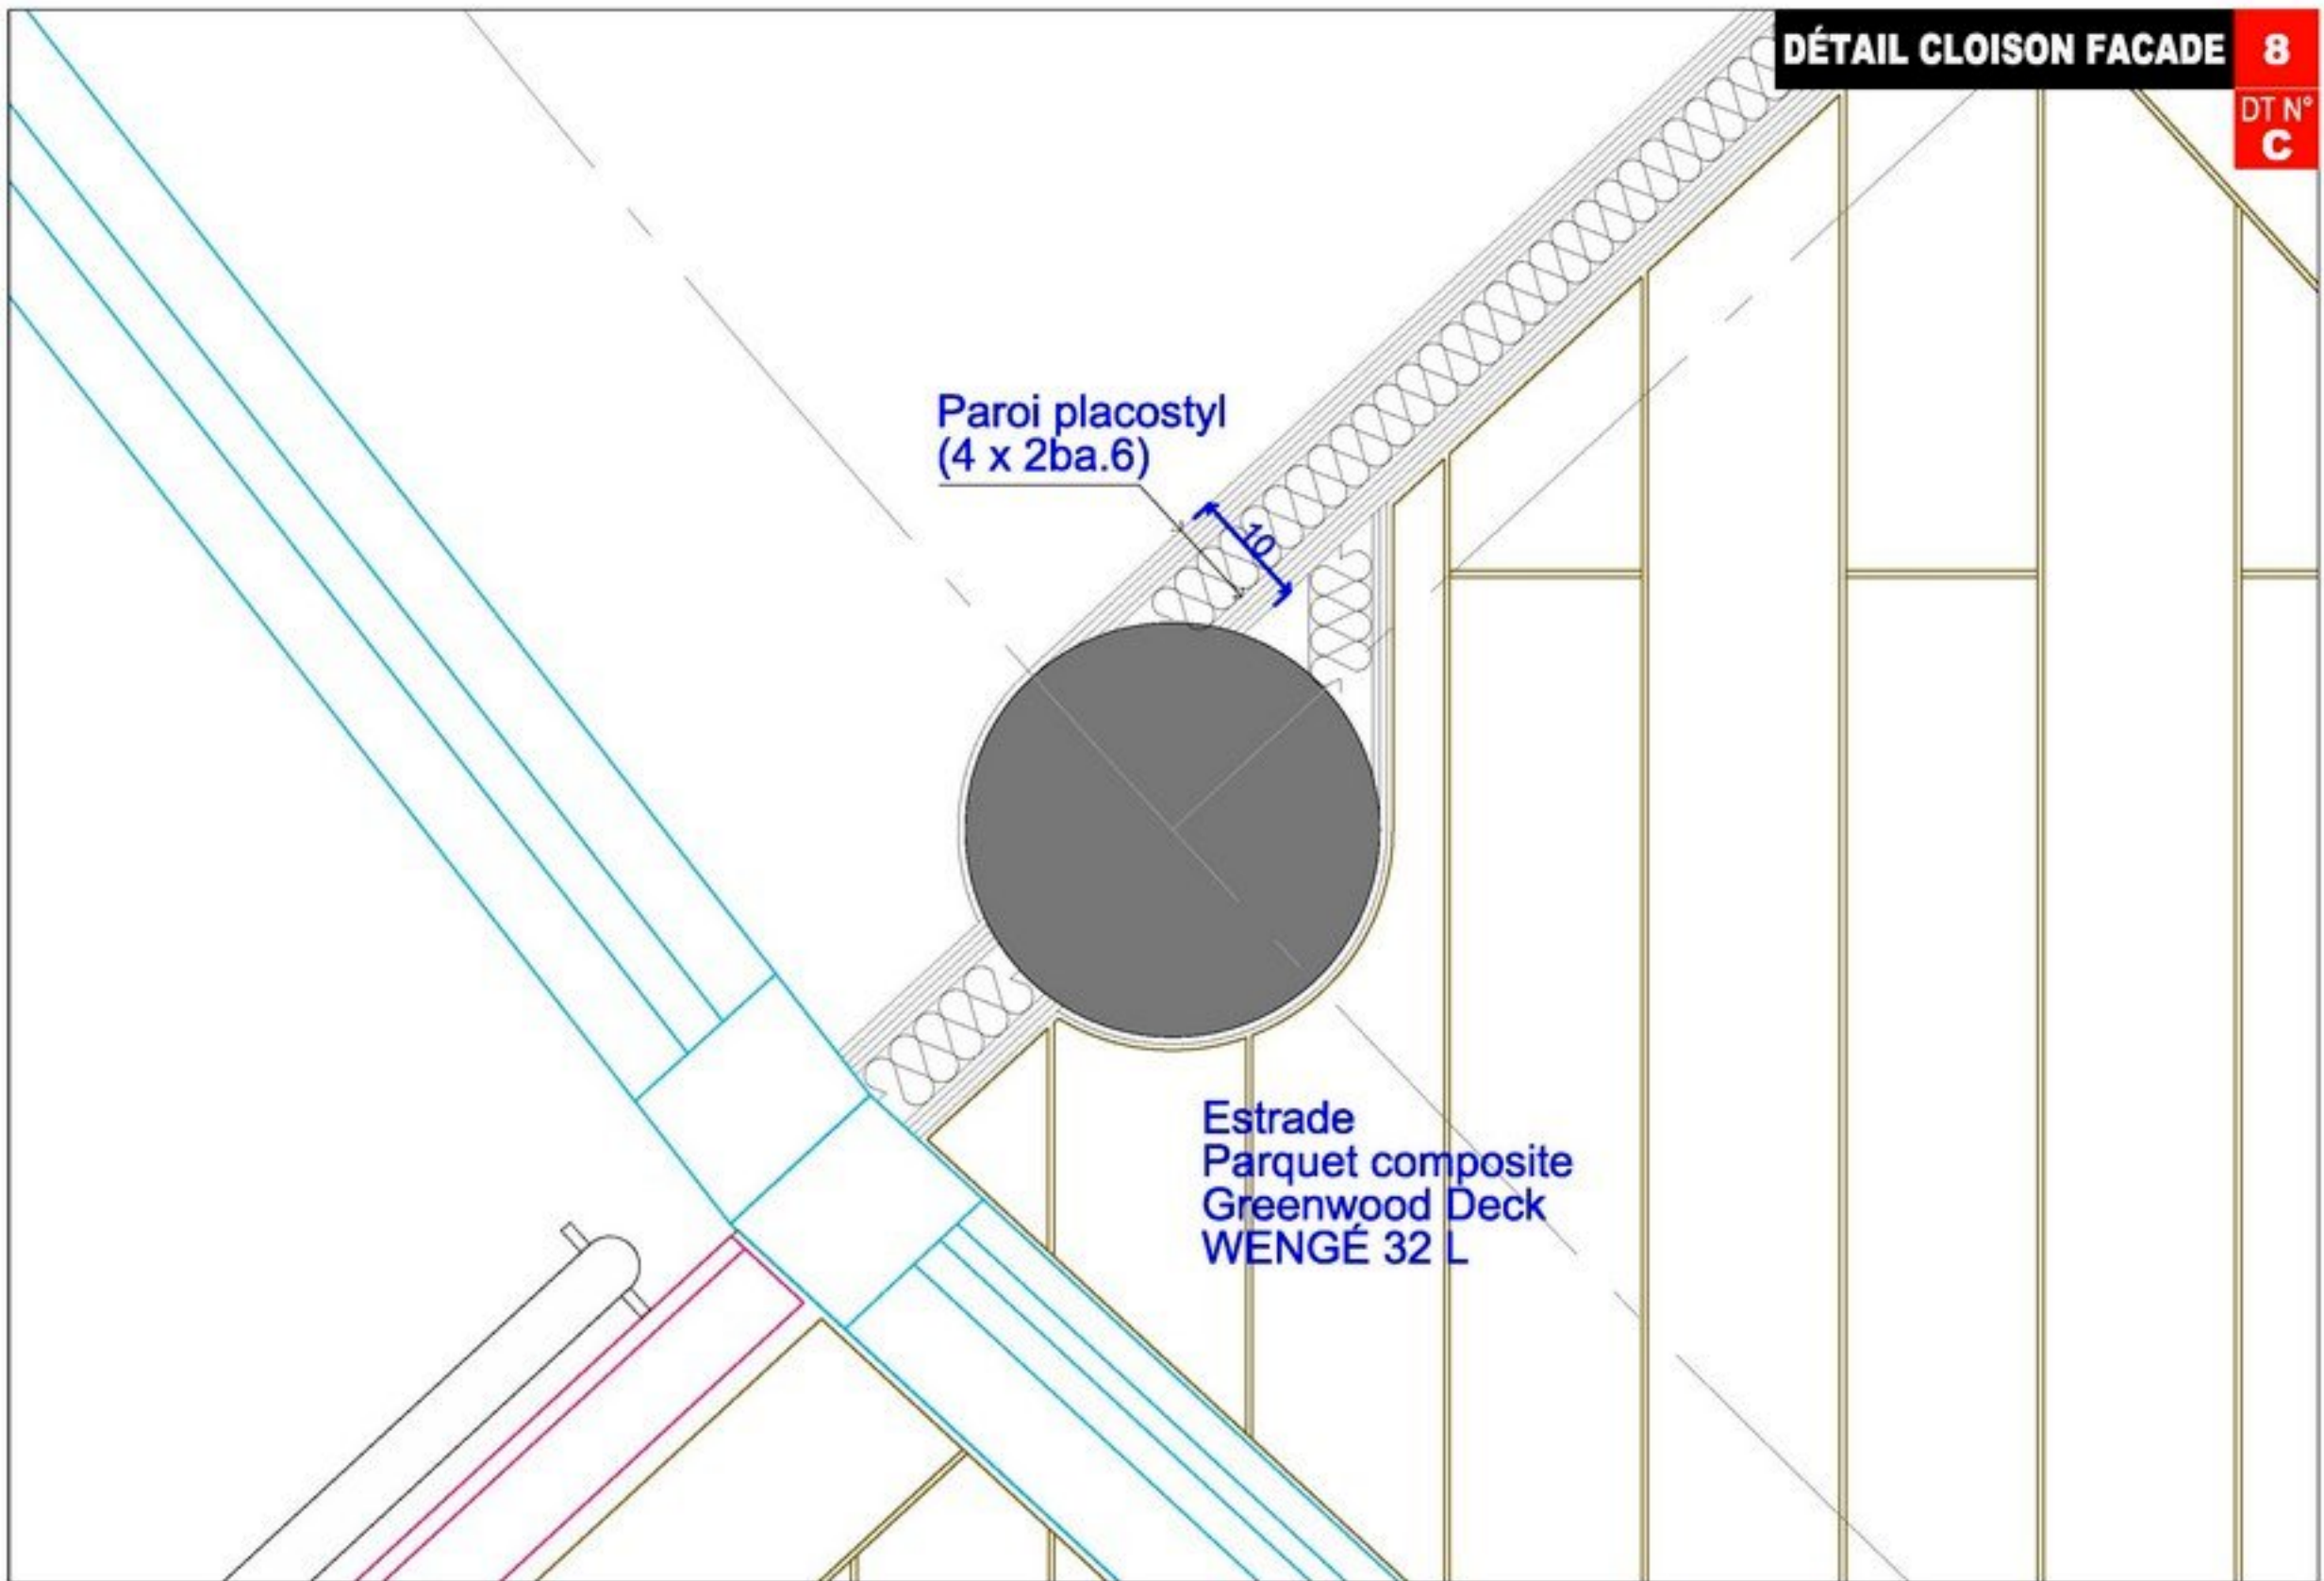 DÉTAIL CLOISON FACADE 8
DT N°
C
Paroi placostyl
(4 x 2ba.6)
10
Estrade
Parquet composite
Greenwood Deck
WENGÉ 32 L